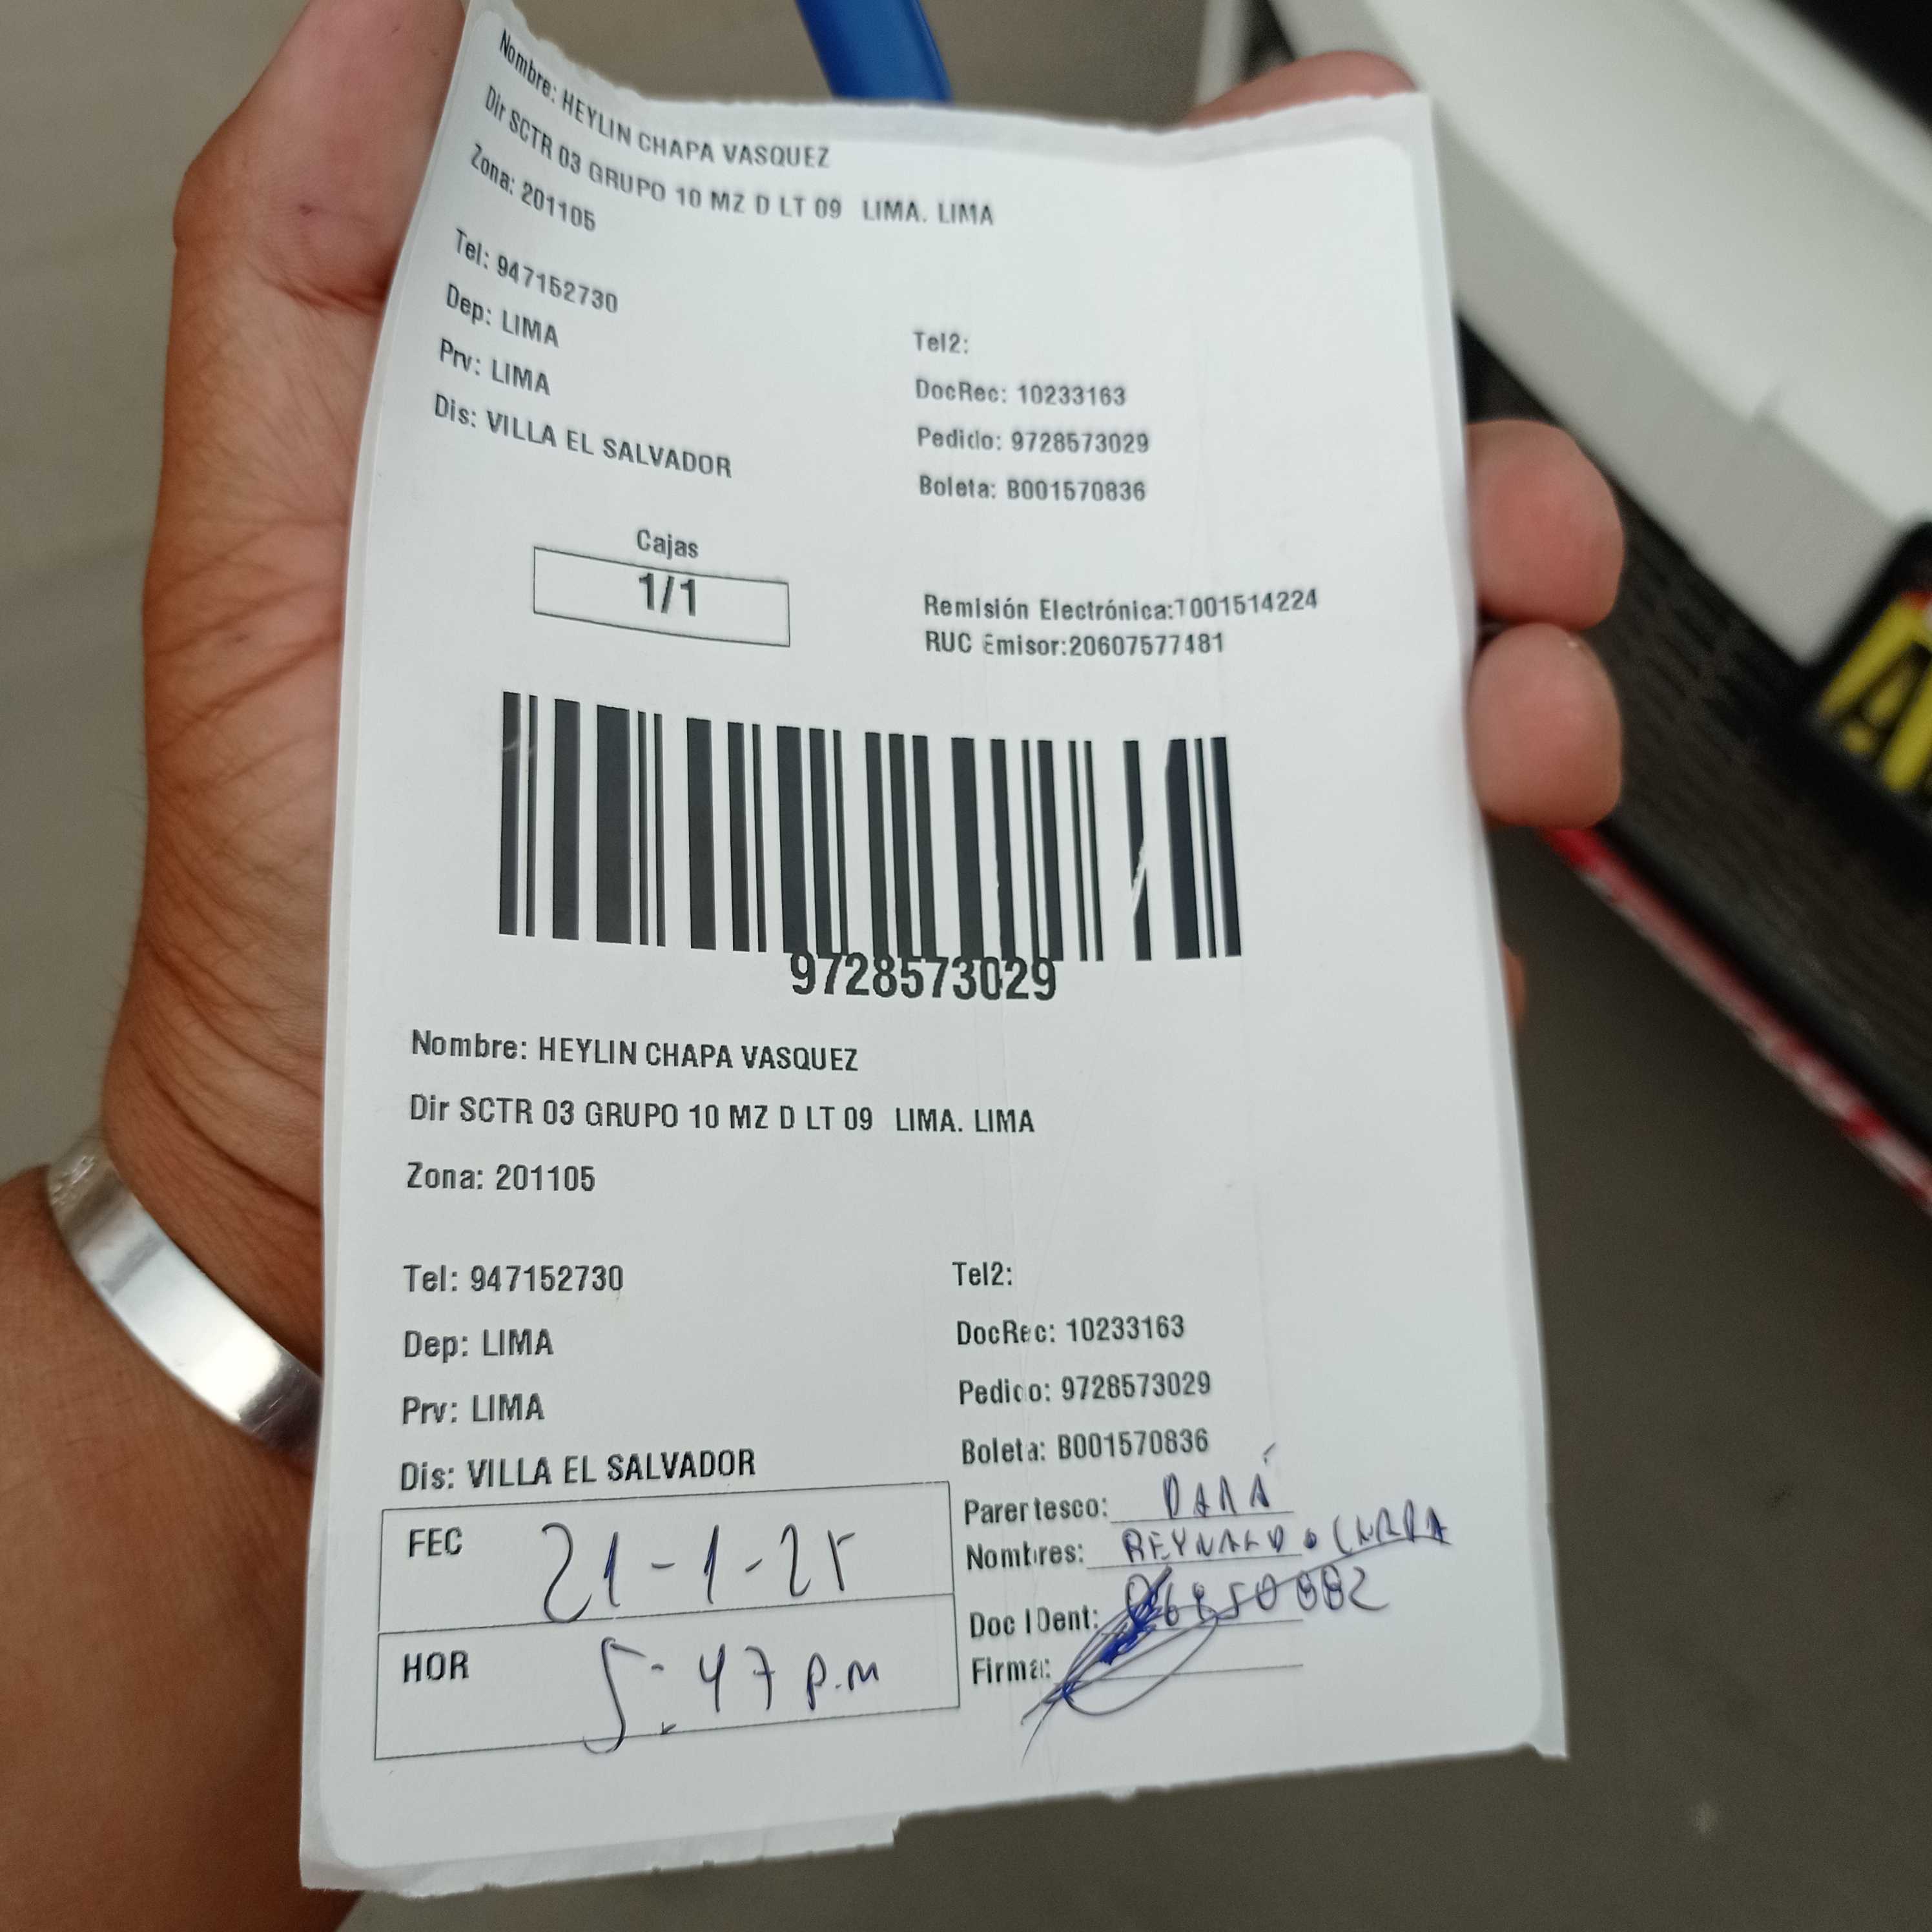 Nombre: HEYLIN CHAPA VASQUEZ
Dir SCTR 03 GRUPO 10 MZ D LT 09 LIMA. LIMA
Zona: 201105
Tel: 947152730
Tel2:
Dep: LIMA
DocRec: 10233163
Prv: LIMA
Pedido: 9728573029
Dis: VILLA EL SALVADOR
Boleta: B001570836
Cajas
1/1
Remisión Electrónica:T001514224
RUC Emisor:20607577481
9728573029
Nombre: HEYLIN CHAPA VASQUEZ
Dir SCTR 03 GRUPO 10 MZ D LT 09 LIMA. LIMA
Zona: 201105
Tel: 947152730
Tel2:
Dep: LIMA
DocRec: 10233163
Prv: LIMA
Pedido: 9728573029
Dis: VILLA EL SALVADOR
Boleta: B001570836
FEC 21-1-25
Parentesco:
Nombres: REYNALDO
HOR 5:47 p.m
Doc IDent:
Firma: